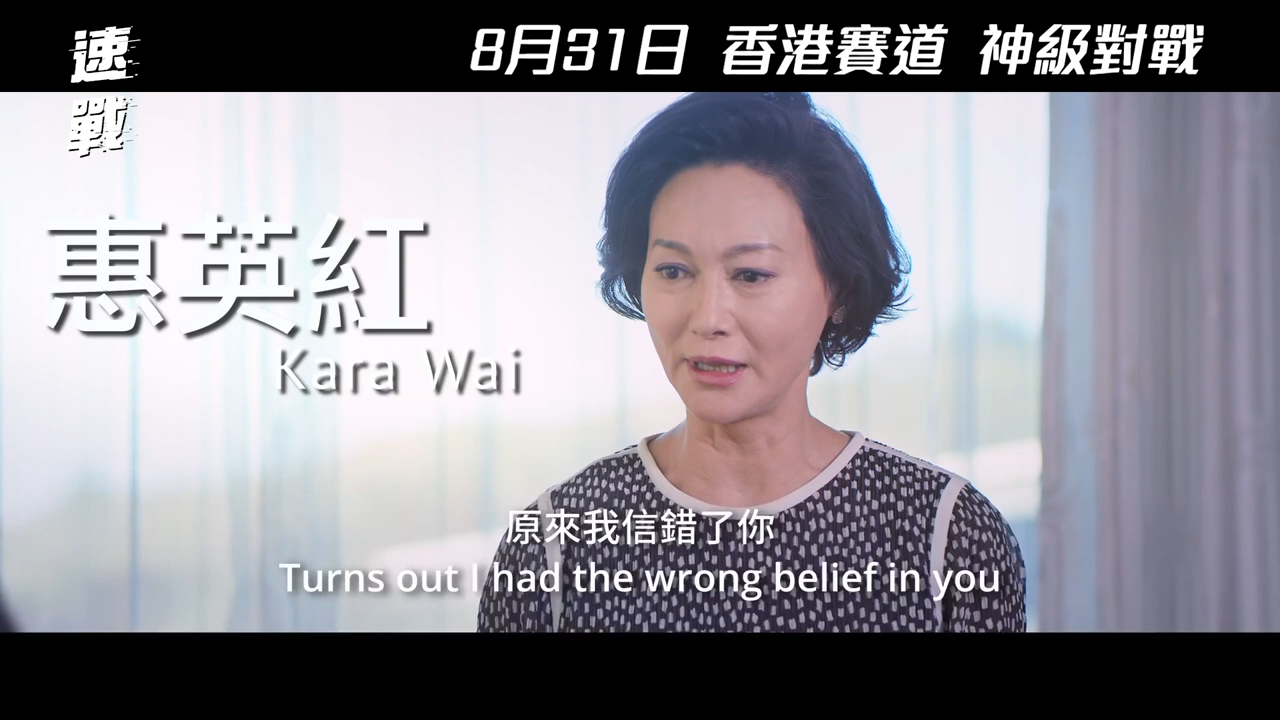 速戰
8月31日 香港賽道 神級對戰
惠英紅
Kara Wai
原來我信錯了你
Turns out I had the wrong belief in you